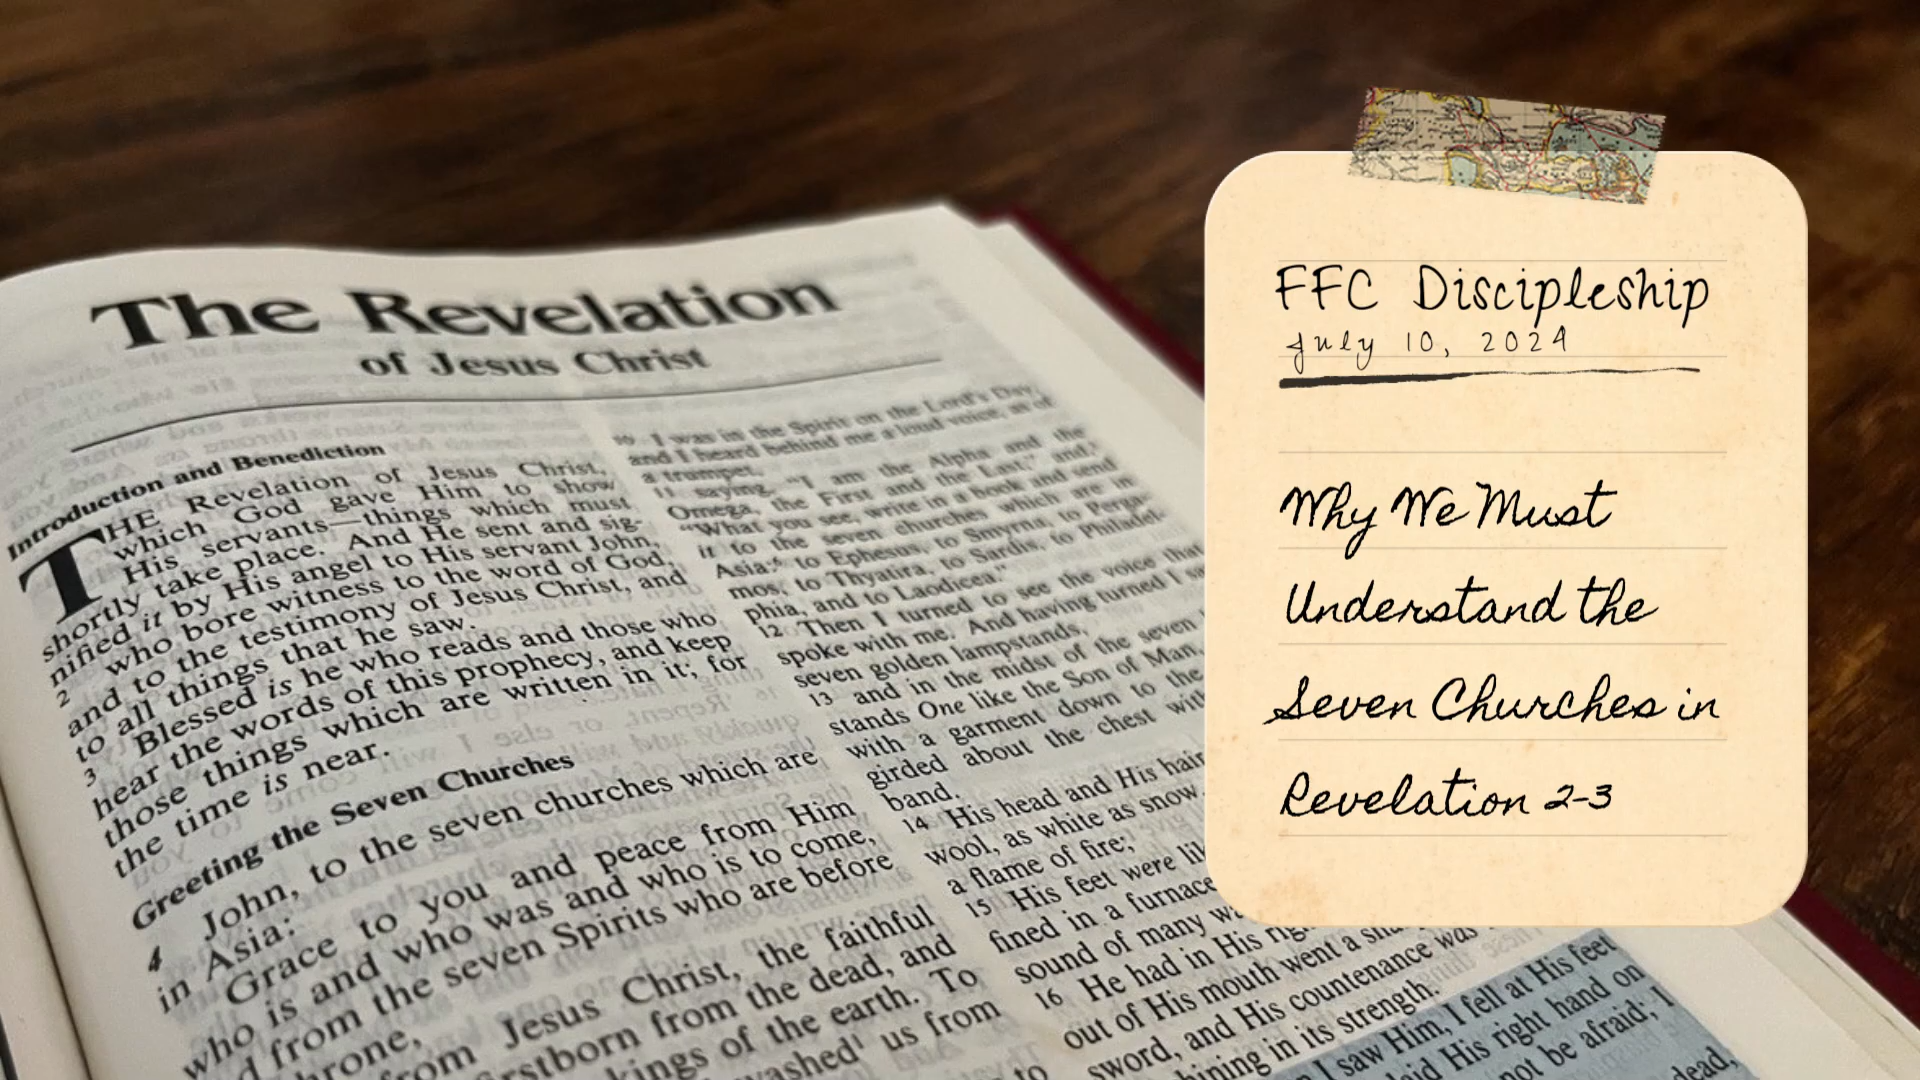 The Revelation
of Jesus Christ
Introduction and Benediction
THE Revelation of Jesus Christ,
which God gave Him to show
His servants—things which must
shortly take place. And He sent and sig-
nified it by His angel to His servant John,
2 who bore witness to the word of God,
and to the testimony of Jesus Christ, and
to all things that he saw.
3 Blessed is he who reads and those who
hear the words of this prophecy, and keep
those things which are written in it; for
the time is near.
Greeting the Seven Churches
4 John, to the seven churches which are
in Asia:
Grace to you and peace from Him
who is and who was and who is to come,
and from the seven Spirits who are before
throne,
from Jesus Christ, the faithful
firstborn from the dead, and
kings of the earth. To
washed us from
10 I was in the Spirit on the Lord's Day,
and I heard behind me a loud voice, as of
a trumpet,
11 saying, "I am the Alpha and the
Omega, the First and the Last," and,
"What you see, write in a book and send
it to the seven churches which are in
Asia: to Ephesus, to Smyrna, to Perga-
mos, to Thyatira, to Sardis, to Philadel-
phia, and to Laodicea."
12 Then I turned to see the voice that
spoke with me. And having turned I sa
seven golden lampstands,
13 and in the midst of the seven
stands One like the Son of Man,
with a garment down to the
girded about the chest with
band.
14 His head and His hair
wool, as white as snow,
a flame of fire;
15 His feet were
fined in a furnace
sound of many
16 He had in His
out of His mouth went a
sword, and His countenance was
shining in its strength.
I saw Him, I fell at His feet
laid His right hand on
not be afraid; I
dead,
FFC Discipleship
July 10, 2024
Why We Must
Understand the
Seven Churches in
Revelation 2-3